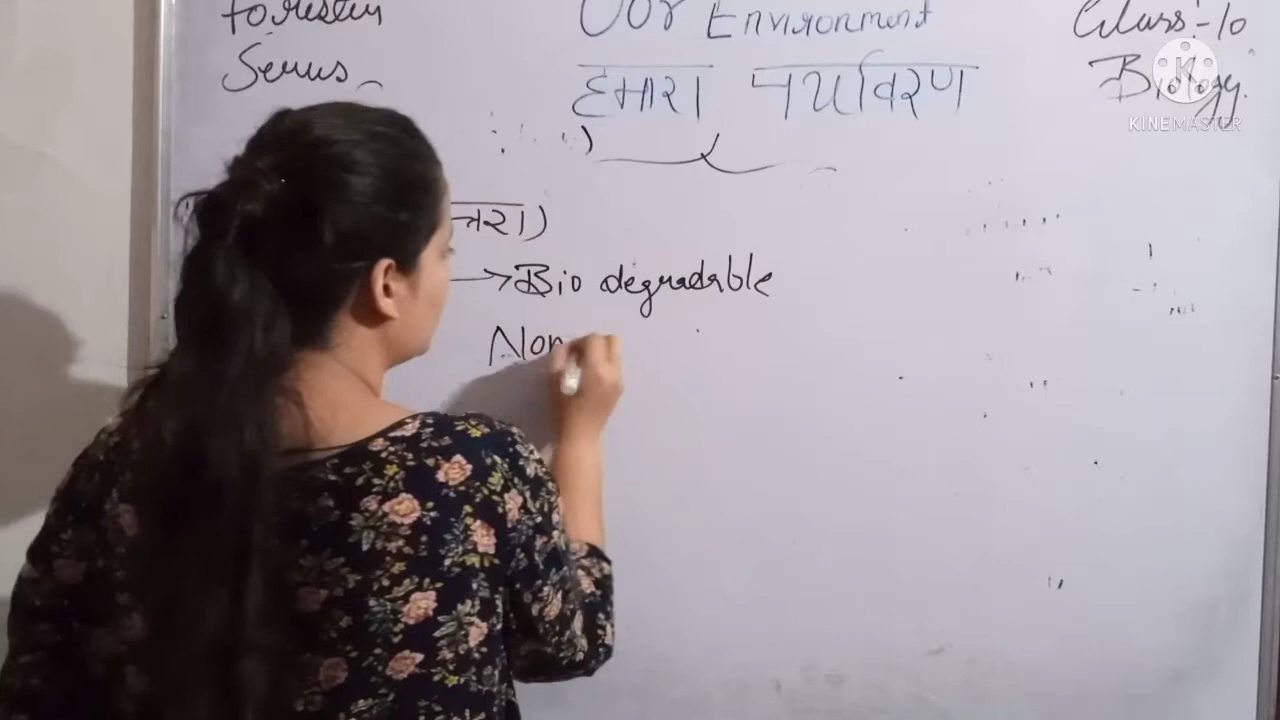 Our Environment
Class:-10
Series
हमारा पर्यावरण
Biology.
KINEMASTER
→ Bio degradable
Non